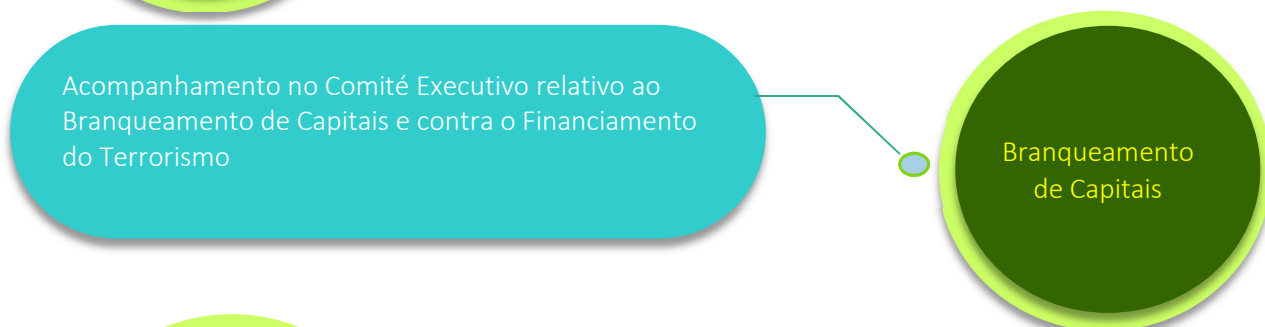 Acompanhamento no Comité Executivo relativo ao
Branqueamento de Capitais e contra o Financiamento
do Terrorismo
Branqueamento
de Capitais